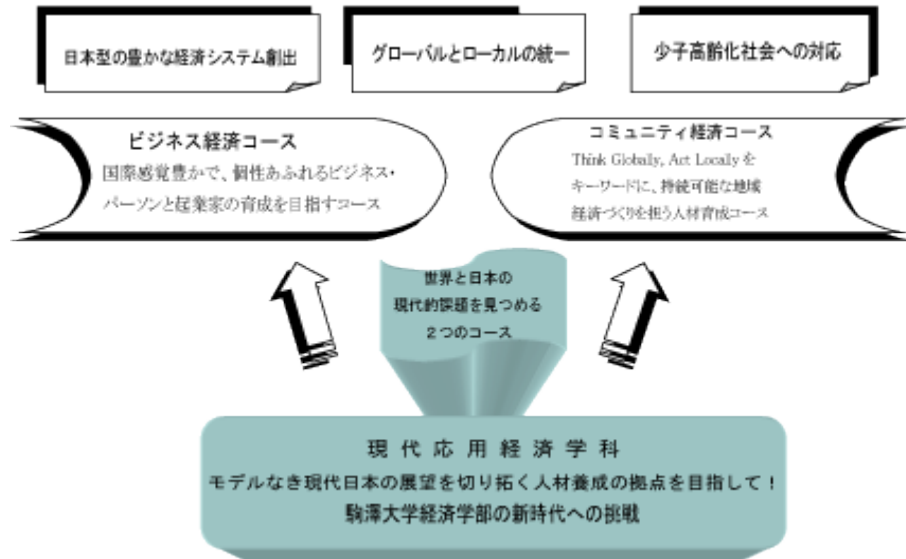 日本型の豊かな経済システム創出
グローバルとローカルの統一
少子高齢化社会への対応
ビジネス経済コース
国際感覚豊かで、個性あふれるビジネス・
パーソンと起業家の育成を目指すコース
コミュニティ経済コース
Think Globally, Act Locallyを
キーワードに、持続可能な地域
経済づくりを担う人材育成コース
世界と日本の
現代的課題を見つめる
2つのコース
現代応用経済学科
モデルなき現代日本の展望を切り拓く人材養成の拠点を目指して！
駒澤大学経済学部の新時代への挑戦